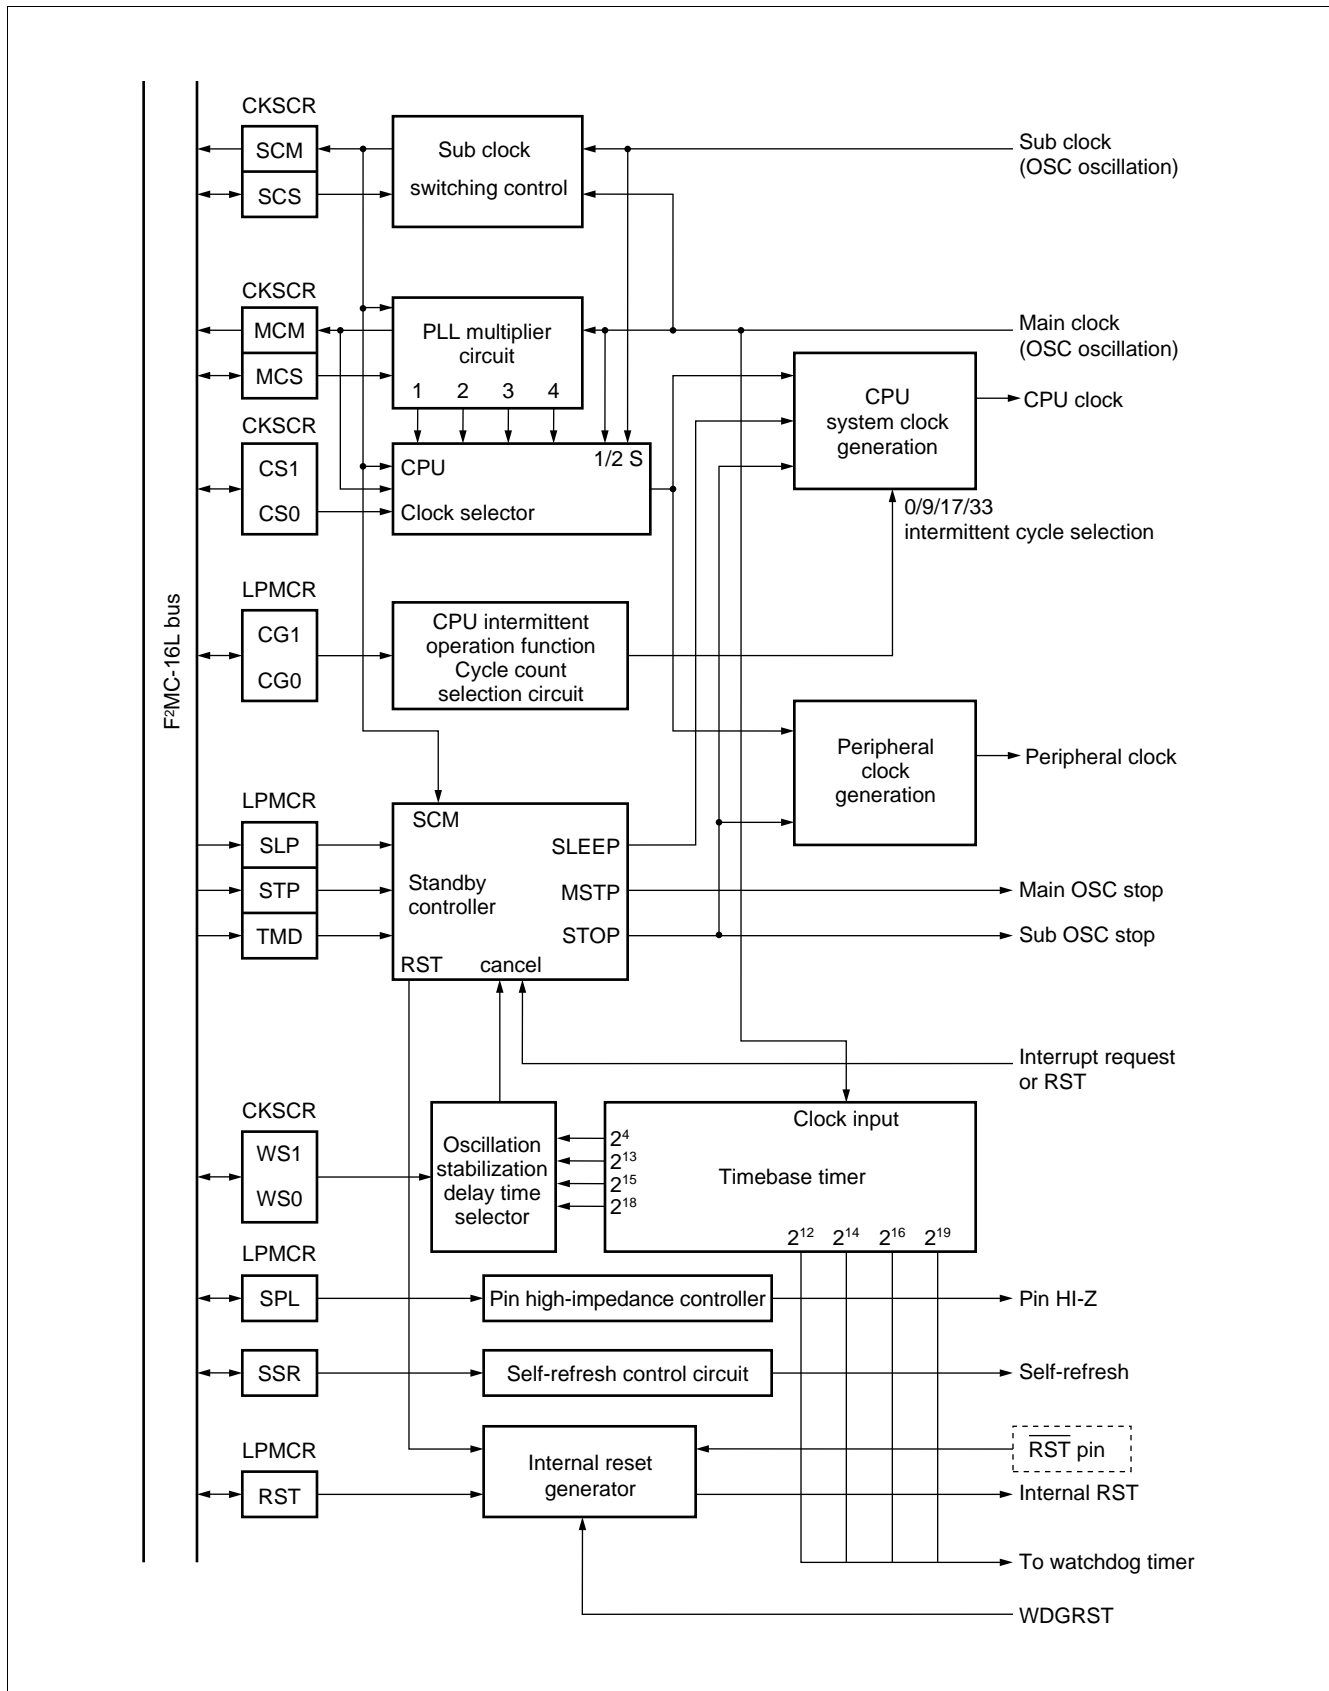 CKSCR
SCM
SCS
Sub clock
switching control
Sub clock
(OSC oscillation)
CKSCR
MCM
MCS
PLL multiplier
circuit
1 2 3 4
Main clock
(OSC oscillation)
CPU
system clock
generation
CPU clock
CKSCR
CS1
CS0
CPU
1/2 S
Clock selector
0/9/17/33
intermittent cycle selection
F²MC-16L bus
LPMCR
CG1
CG0
CPU intermittent
operation function
Cycle count
selection circuit
Peripheral
clock
generation
Peripheral clock
LPMCR
SLP
STP
TMD
SCM
SLEEP
Standby
controller
MSTP
STOP
RST cancel
Main OSC stop
Sub OSC stop
Interrupt request
or RST
CKSCR
WS1
WS0
Oscillation
stabilization
delay time
selector
Clock input
2⁴
2¹³
2¹⁵
2¹⁸
Timebase timer
2¹² 2¹⁴ 2¹⁶ 2¹⁹
LPMCR
SPL
Pin high-impedance controller
Pin HI-Z
SSR
Self-refresh control circuit
Self-refresh
LPMCR
RST
Internal reset
generator
R̅S̅T̅ pin
Internal RST
To watchdog timer
WDGRST